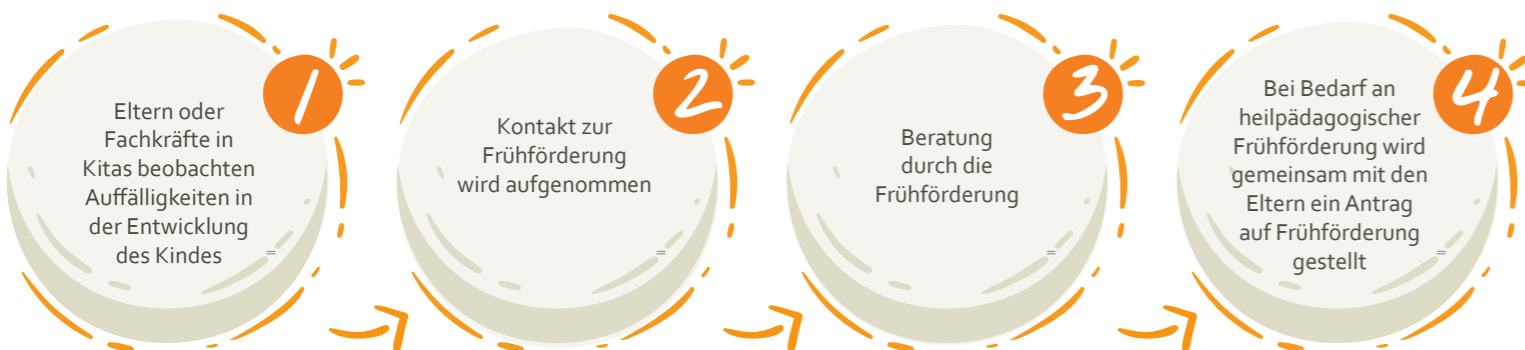 1
Eltern oder
Fachkräfte in
Kitas beobachten
Auffälligkeiten in
der Entwicklung
des Kindes
2
Kontakt zur
Frühförderung
wird aufgenommen
3
Beratung
durch die
Frühförderung
4
Bei Bedarf an
heilpädagogischer
Frühförderung wird
gemeinsam mit den
Eltern ein Antrag
auf Frühförderung
gestellt